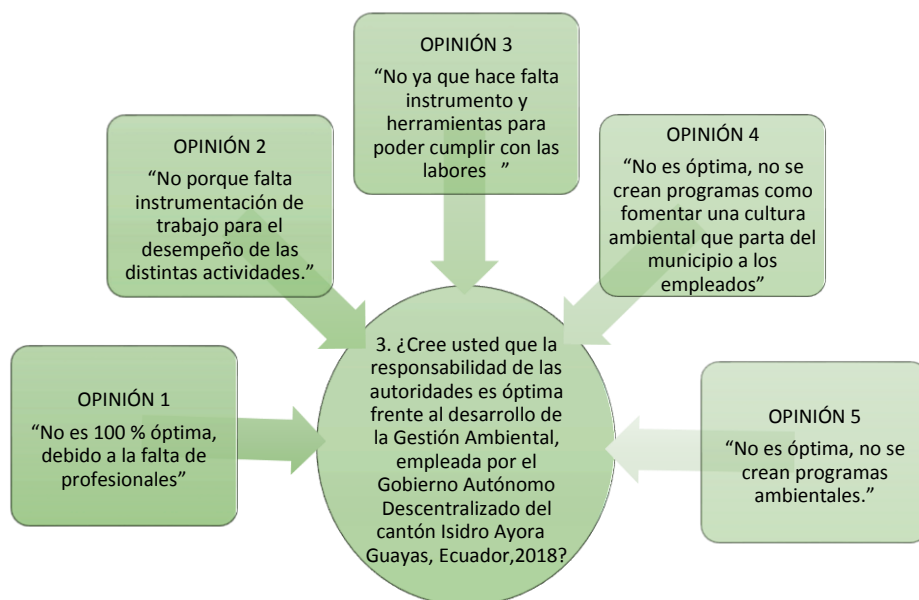 OPINIÓN 1
“No es 100 % óptima,
debido a la falta de
profesionales”
OPINIÓN 2
“No porque falta
instrumentación de
trabajo para el
desempeño de las
distintas actividades.”
OPINIÓN 3
“No ya que hace falta
instrumento y
herramientas para
poder cumplir con las
labores ”
OPINIÓN 4
“No es óptima, no se
crean programas como
fomentar una cultura
ambiental que parta del
municipio a los
empleados”
OPINIÓN 5
“No es óptima, no se
crean programas
ambientales.”
3. ¿Cree usted que la
responsabilidad de las
autoridades es óptima
frente al desarrollo de
la Gestión Ambiental,
empleada por el
Gobierno Autónomo
Descentralizado del
cantón Isidro Ayora
Guayas, Ecuador,2018?